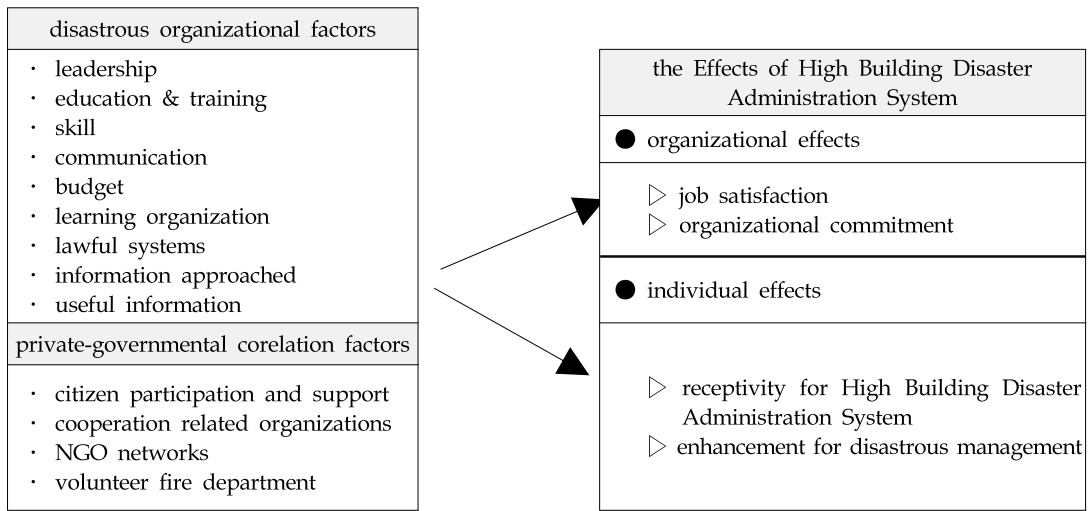 disastrous organizational factors
· leadership
· education & training
· skill
· communication
· budget
· learning organization
· lawful systems
· information approached
· useful information
private-governmental corelation factors
· citizen participation and support
· cooperation related organizations
· NGO networks
· volunteer fire department
the Effects of High Building Disaster
Administration System
● organizational effects
▷ job satisfaction
▷ organizational commitment
● individual effects
▷ receptivity for High Building Disaster
Administration System
▷ enhancement for disastrous management